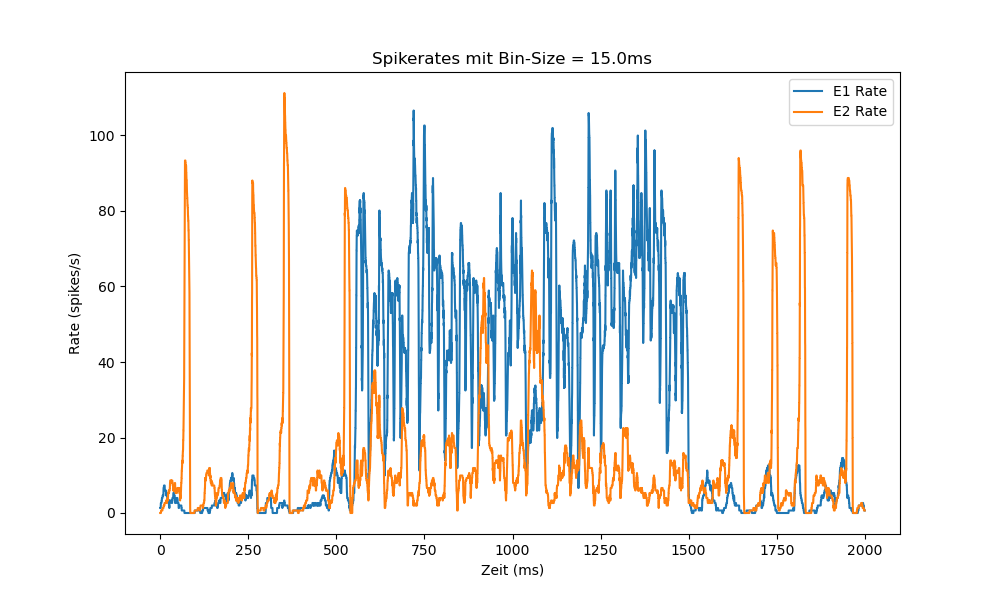 Spikerates mit Bin-Size = 15.0ms
E1 Rate
E2 Rate
Rate (spikes/s)
100
80
60
40
20
0
0 250 500 750 1000 1250 1500 1750 2000
Zeit (ms)